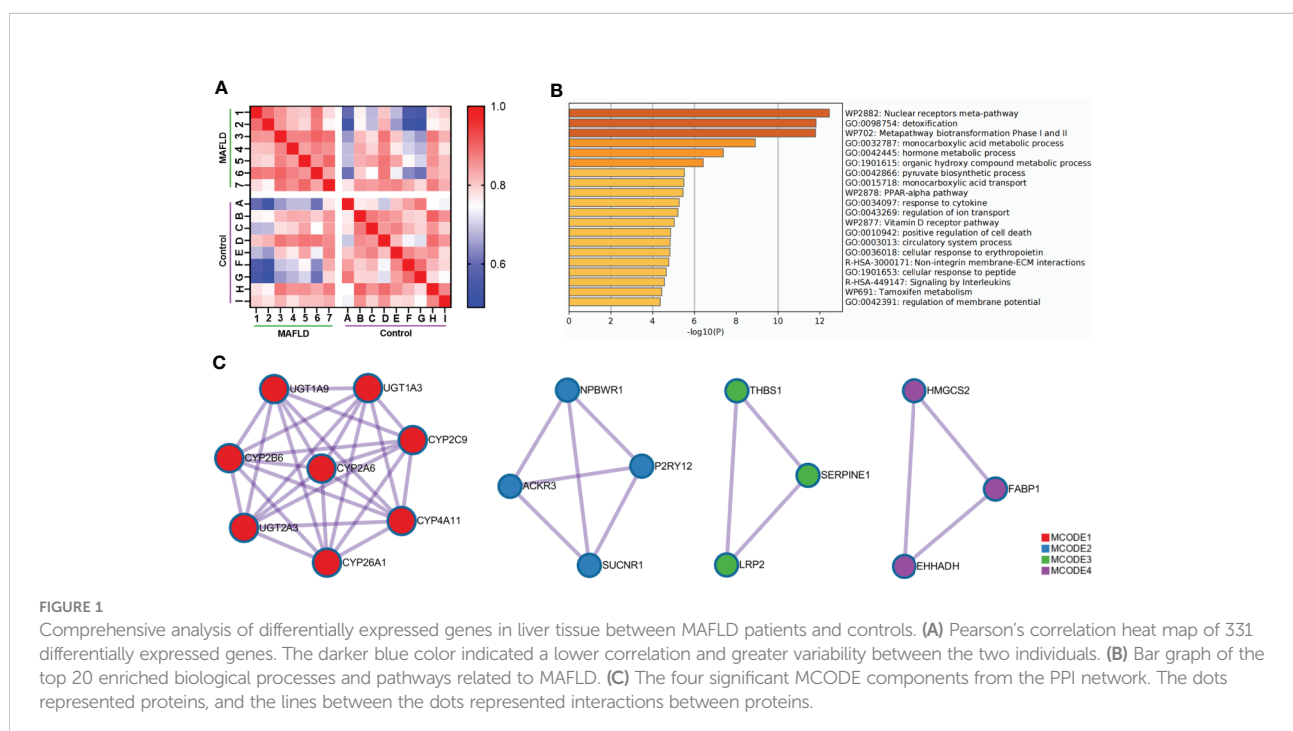 A
MAFLD
1
2
3
4
5
6
7
Control
A
B
C
D
E
F
G
H
I
1 2 3 4 5 6 7 A B C D E F G H I
MAFLD Control
1.0
0.8
0.6
B
WP2882: Nuclear receptors meta-pathway
GO:0098754: detoxification
WP702: Metapathway biotransformation Phase I and II
GO:0032787: monocarboxylic acid metabolic process
GO:0042445: hormone metabolic process
GO:1901615: organic hydroxy compound metabolic process
GO:0042866: pyruvate biosynthetic process
GO:0015718: monocarboxylic acid transport
WP2878: PPAR-alpha pathway
GO:0034097: response to cytokine
GO:0043269: regulation of ion transport
WP2877: Vitamin D receptor pathway
GO:0010942: positive regulation of cell death
GO:0003013: circulatory system process
GO:0036018: cellular response to erythropoietin
R-HSA-3000171: Non-integrin membrane-ECM interactions
GO:1901653: cellular response to peptide
R-HSA-449147: Signaling by Interleukins
WP691: Tamoxifen metabolism
GO:0042391: regulation of membrane potential
0 2 4 6 8 10 12
-log10(P)
C
UGT1A9
UGT1A3
CYP2C9
CYP2B6
CYP2A6
UGT2A3
CYP4A11
CYP26A1
NPBWR1
P2RY12
ACKR3
SUCNR1
THBS1
SERPINE1
LRP2
HMGCS2
FABP1
EHHADH
MCODE1
MCODE2
MCODE3
MCODE4
FIGURE 1
Comprehensive analysis of differentially expressed genes in liver tissue between MAFLD patients and controls. (A) Pearson's correlation heat map of 331
differentially expressed genes. The darker blue color indicated a lower correlation and greater variability between the two individuals. (B) Bar graph of the
top 20 enriched biological processes and pathways related to MAFLD. (C) The four significant MCODE components from the PPI network. The dots
represented proteins, and the lines between the dots represented interactions between proteins.